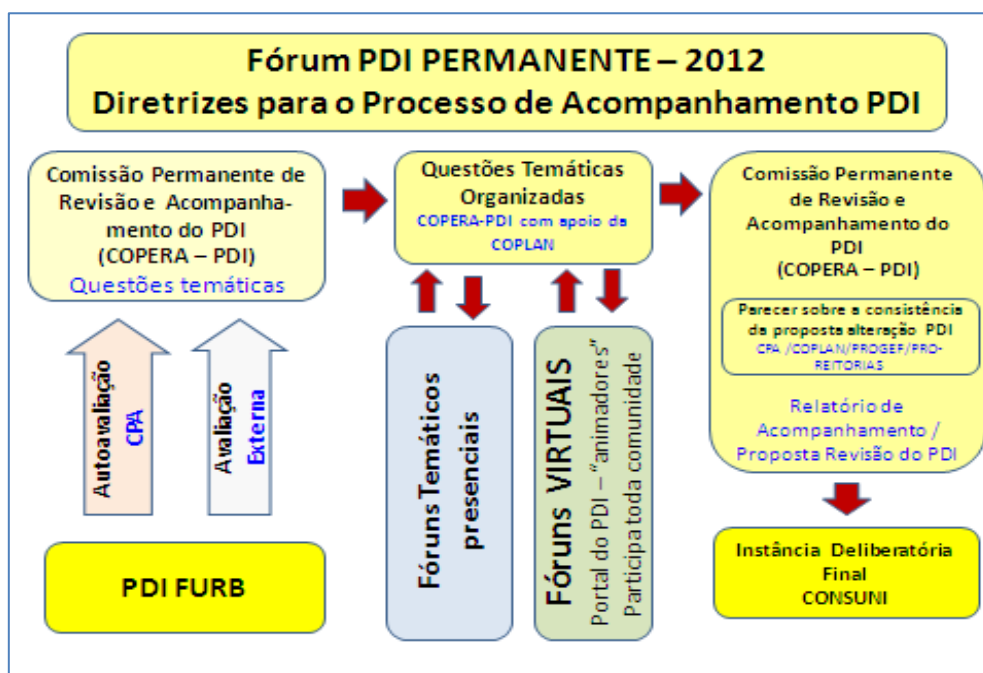 Fórum PDI PERMANENTE – 2012
Diretrizes para o Processo de Acompanhamento PDI
Comissão Permanente de
Revisão e Acompanha-
mento do PDI
(COPERA – PDI)
Questões temáticas
Questões Temáticas
Organizadas
COPERA-PDI com apoio da
COPLAN
Comissão Permanente
de Revisão e
Acompanhamento do
PDI
(COPERA – PDI)
Parecer sobre a consistência
da proposta alteração PDI
CPA /COPLAN/PROGEF/PRO-
REITORIAS
Relatório de
Acompanhamento /
Proposta Revisão do PDI
Autoavaliação
CPA
Avaliação
Externa
Fóruns Temáticos
presenciais
Fóruns VIRTUAIS
Portal do PDI – “animadores”
Participa toda comunidade
PDI FURB
Instância Deliberatória
Final
CONSUNI